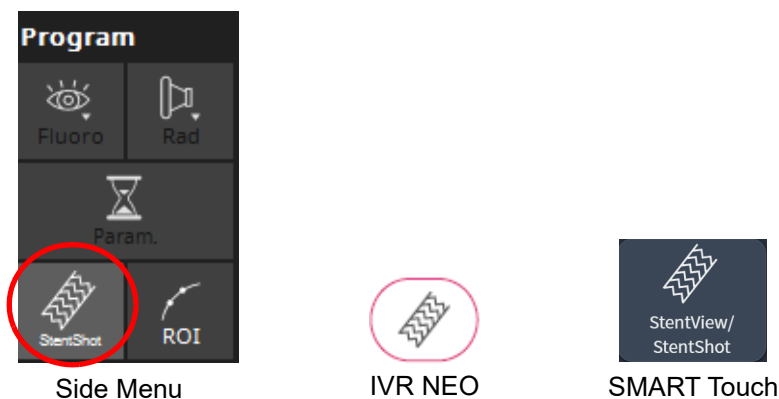 Program
Fluoro
Rad
Param.
StentShot
ROI
StentView/
StentShot
Side Menu
IVR NEO
SMART Touch